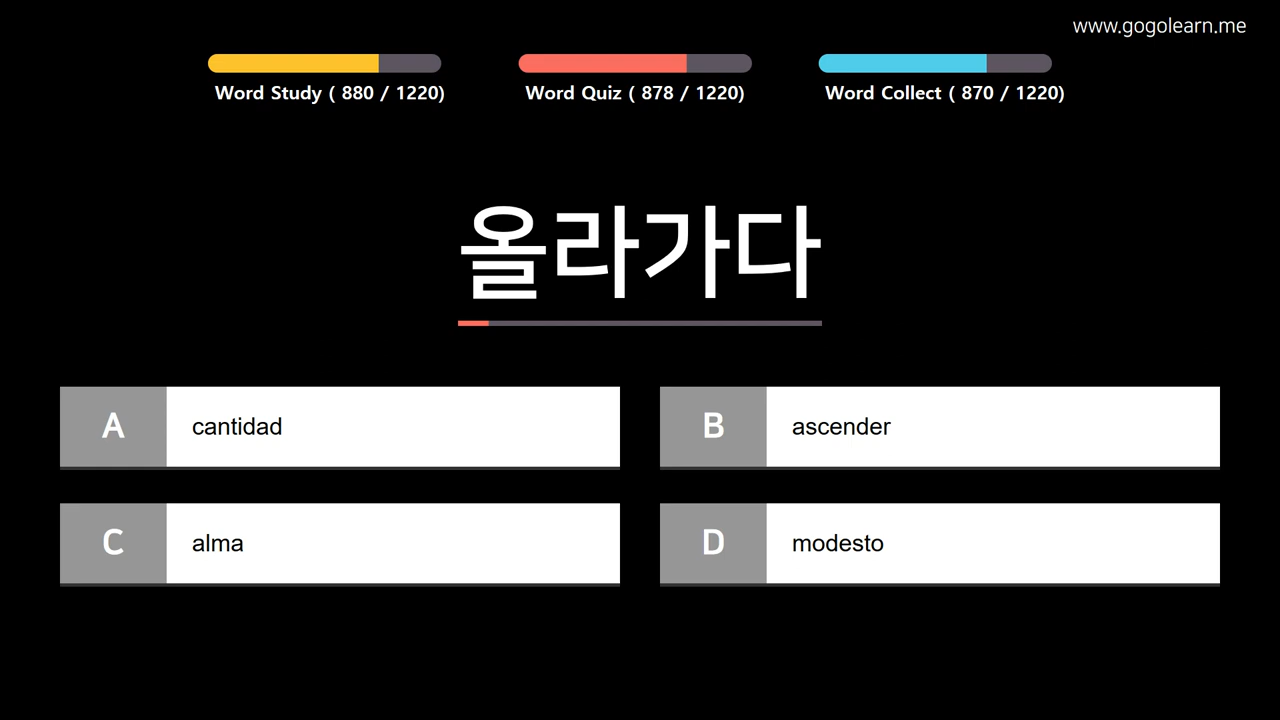 www.gogolearn.me
Word Study ( 880 / 1220)
Word Quiz ( 878 / 1220)
Word Collect ( 870 / 1220)
올라가다
A cantidad
B ascender
C alma
D modesto